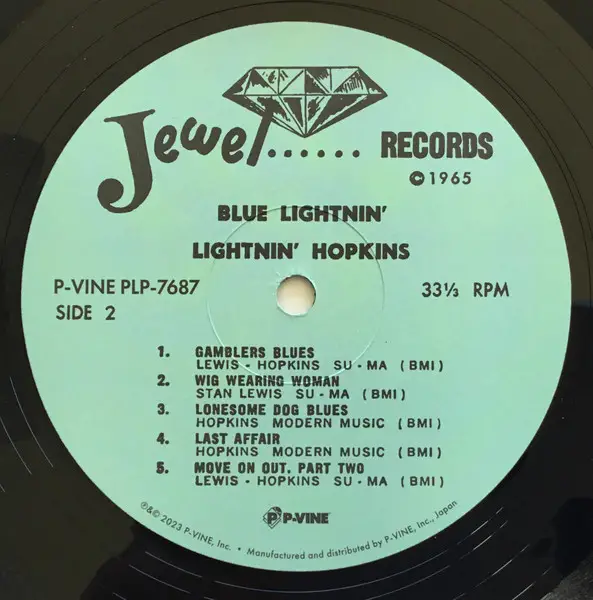 Jewel...... RECORDS
©1965
BLUE LIGHTNIN'
LIGHTNIN' HOPKINS
P-VINE PLP-7687
33 1/3 RPM
SIDE 2
1. GAMBLERS BLUES
LEWIS - HOPKINS SU - MA (BMI)
2. WIG WEARING WOMAN
STAN LEWIS SU - MA (BMI)
3. LONESOME DOG BLUES
HOPKINS MODERN MUSIC (BMI)
4. LAST AFFAIR
HOPKINS MODERN MUSIC (BMI)
5. MOVE ON OUT. PART TWO
LEWIS - HOPKINS SU - MA (BMI)
P-VINE
℗&© 2023 P-VINE, Inc. • Manufactured and distributed by P-VINE, Inc., Japan